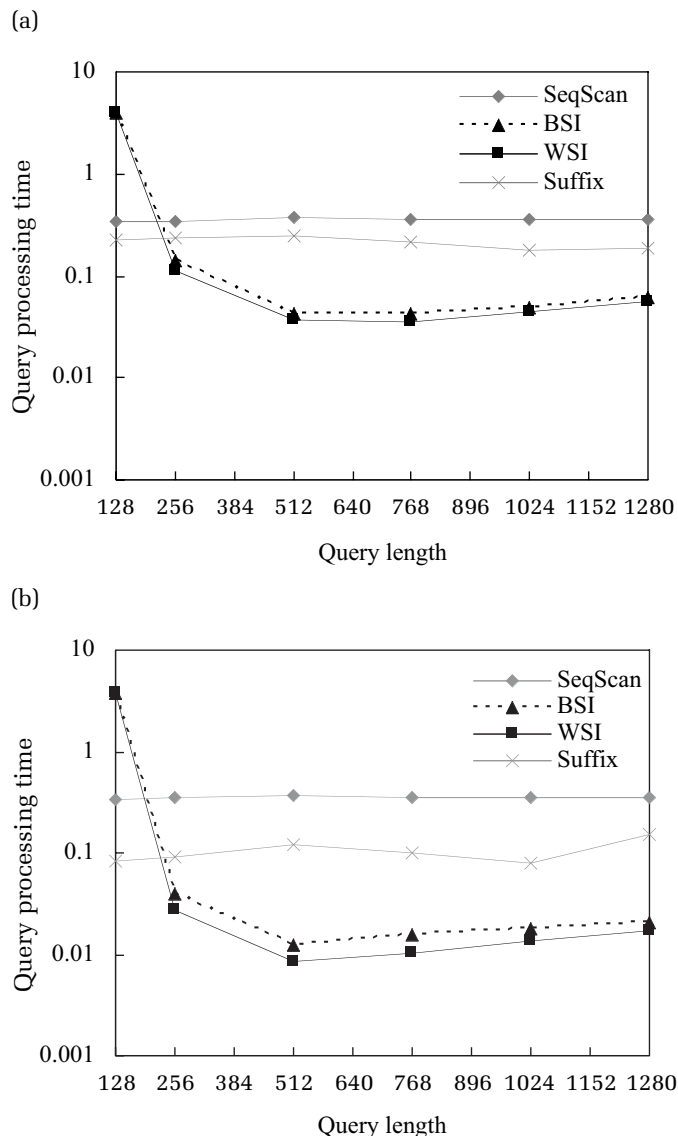 (a)
Query processing time
10
1
0.1
0.01
0.001
SeqScan
BSI
WSI
Suffix
128 256 384 512 640 768 896 1024 1152 1280
Query length
(b)
Query processing time
10
1
0.1
0.01
0.001
SeqScan
BSI
WSI
Suffix
128 256 384 512 640 768 896 1024 1152 1280
Query length